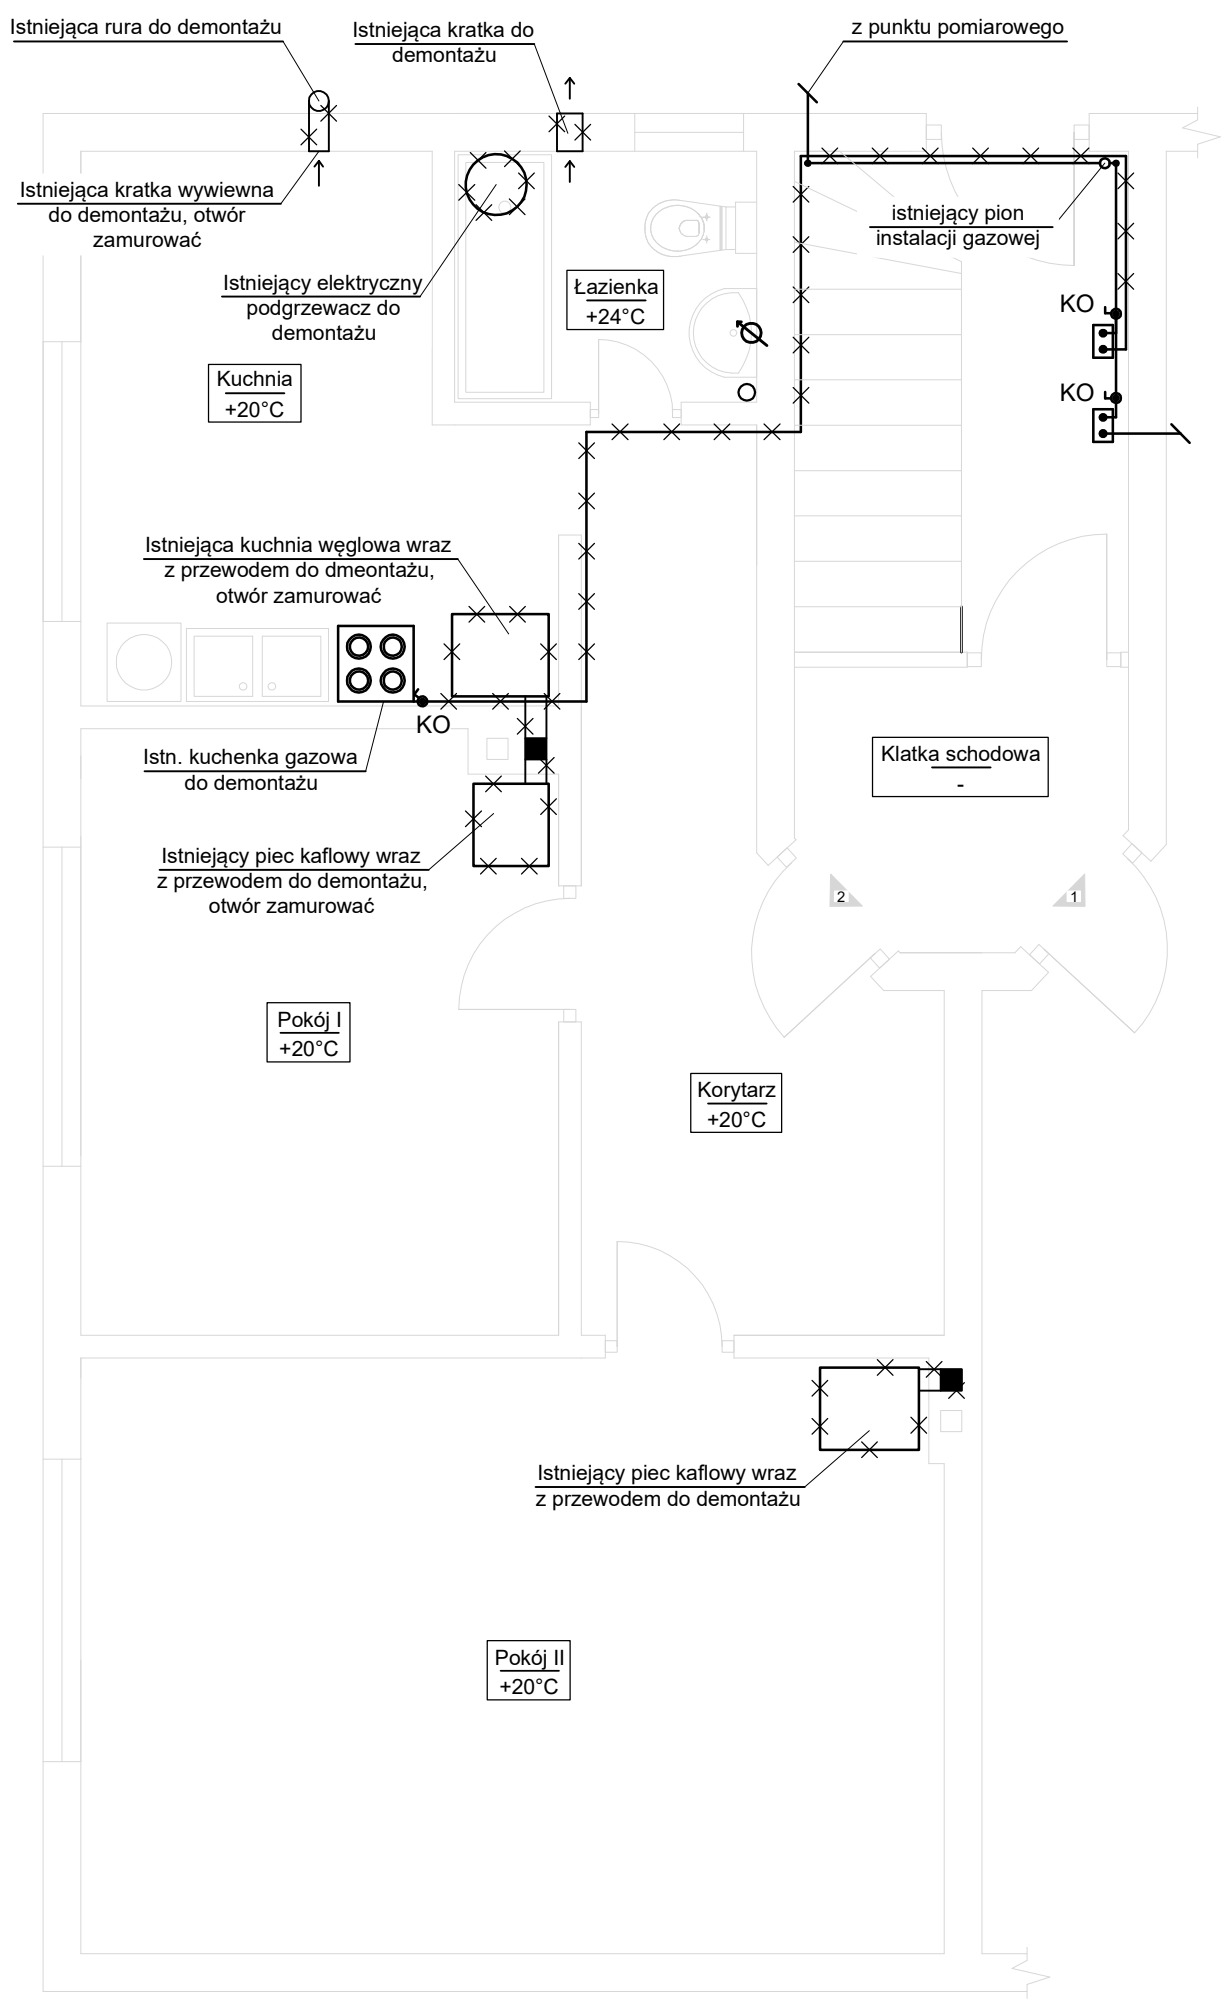 Istniejąca rura do demontażu
Istniejąca kratka do
demontażu
z punktu pomiarowego
Istniejąca kratka wywiewna
do demontażu, otwór
zamurować
istniejący pion
instalacji gazowej
Istniejący elektryczny
podgrzewacz do
demontażu
Łazienka
+24°C
KO
Kuchnia
+20°C
KO
Istniejąca kuchnia węglowa wraz
z przewodem do dmeontażu,
otwór zamurować
KO
Istn. kuchenka gazowa
do demontażu
Klatka schodowa
-
Istniejący piec kaflowy wraz
z przewodem do demontażu,
otwór zamurować
2
1
Pokój I
+20°C
Korytarz
+20°C
Istniejący piec kaflowy wraz
z przewodem do demontażu
Pokój II
+20°C